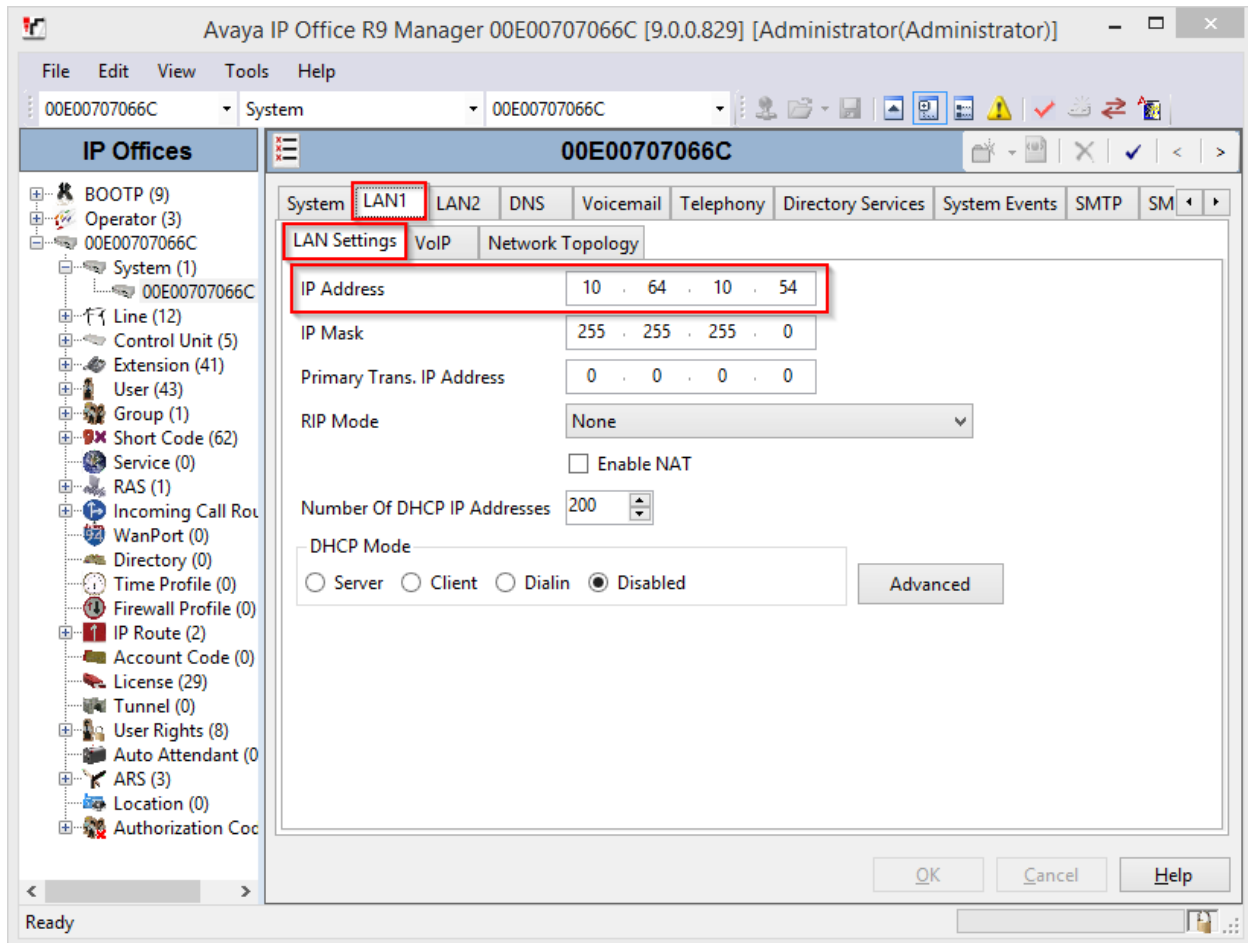 Avaya IP Office R9 Manager 00E00707066C [9.0.0.829] [Administrator(Administrator)]
File Edit View Tools Help
00E00707066C System 00E00707066C
IP Offices
00E00707066C
BOOTP (9)
Operator (3)
00E00707066C
System (1)
00E00707066C
Line (12)
Control Unit (5)
Extension (41)
User (43)
Group (1)
Short Code (62)
Service (0)
RAS (1)
Incoming Call Rou
WanPort (0)
Directory (0)
Time Profile (0)
Firewall Profile (0)
IP Route (2)
Account Code (0)
License (29)
Tunnel (0)
User Rights (8)
Auto Attendant (0
ARS (3)
Location (0)
Authorization Coc
System LAN1 LAN2 DNS Voicemail Telephony Directory Services System Events SMTP SM
LAN Settings VoIP Network Topology
IP Address 10 . 64 . 10 . 54
IP Mask 255 . 255 . 255 . 0
Primary Trans. IP Address 0 . 0 . 0 . 0
RIP Mode None
Enable NAT
Number Of DHCP IP Addresses 200
DHCP Mode
Server Client Dialin Disabled Advanced
OK Cancel Help
Ready